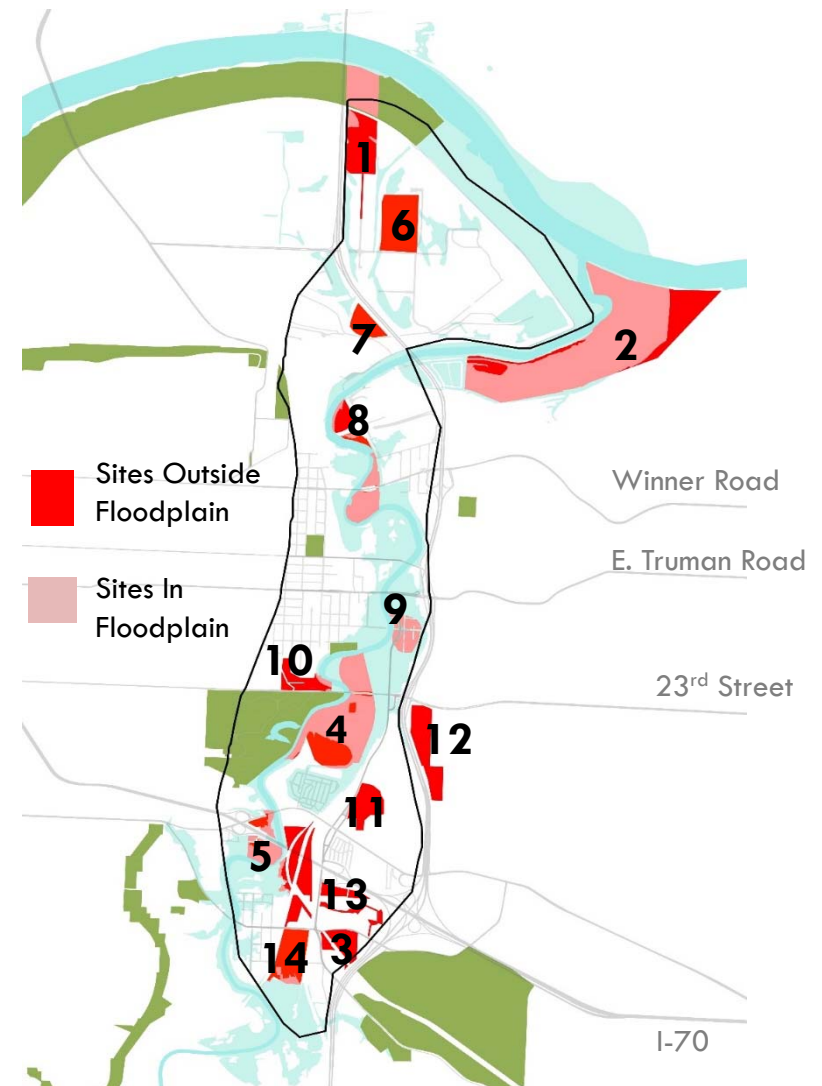 1
6
2
7
8
Sites Outside
Floodplain
Winner Road
E. Truman Road
Sites In
Floodplain
9
10
23rd Street
4
12
11
5
13
14
3
I-70